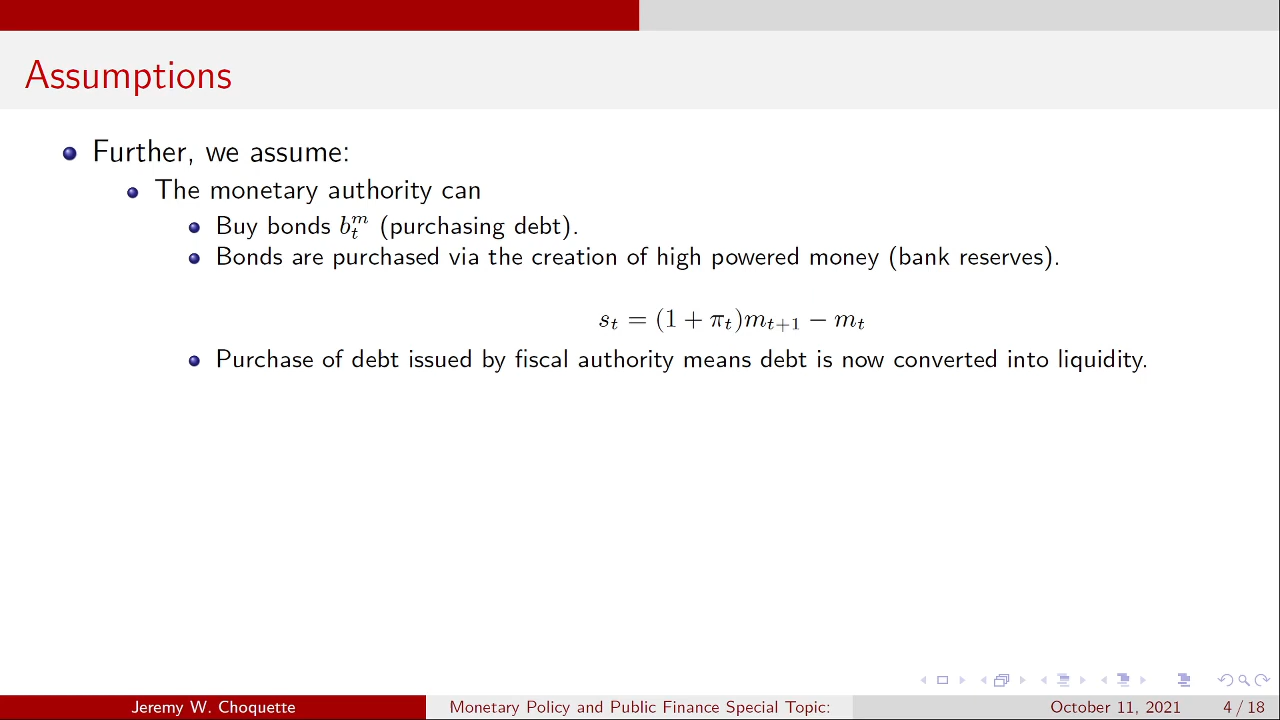 Assumptions
Further, we assume:
The monetary authority can
Buy bonds $b_t^m$ (purchasing debt).
Bonds are purchased via the creation of high powered money (bank reserves).
$s_t = (1 + \pi_t)m_{t+1} - m_t$
Purchase of debt issued by fiscal authority means debt is now converted into liquidity.
Jeremy W. Choquette
Monetary Policy and Public Finance Special Topic:
October 11, 2021
4 / 18